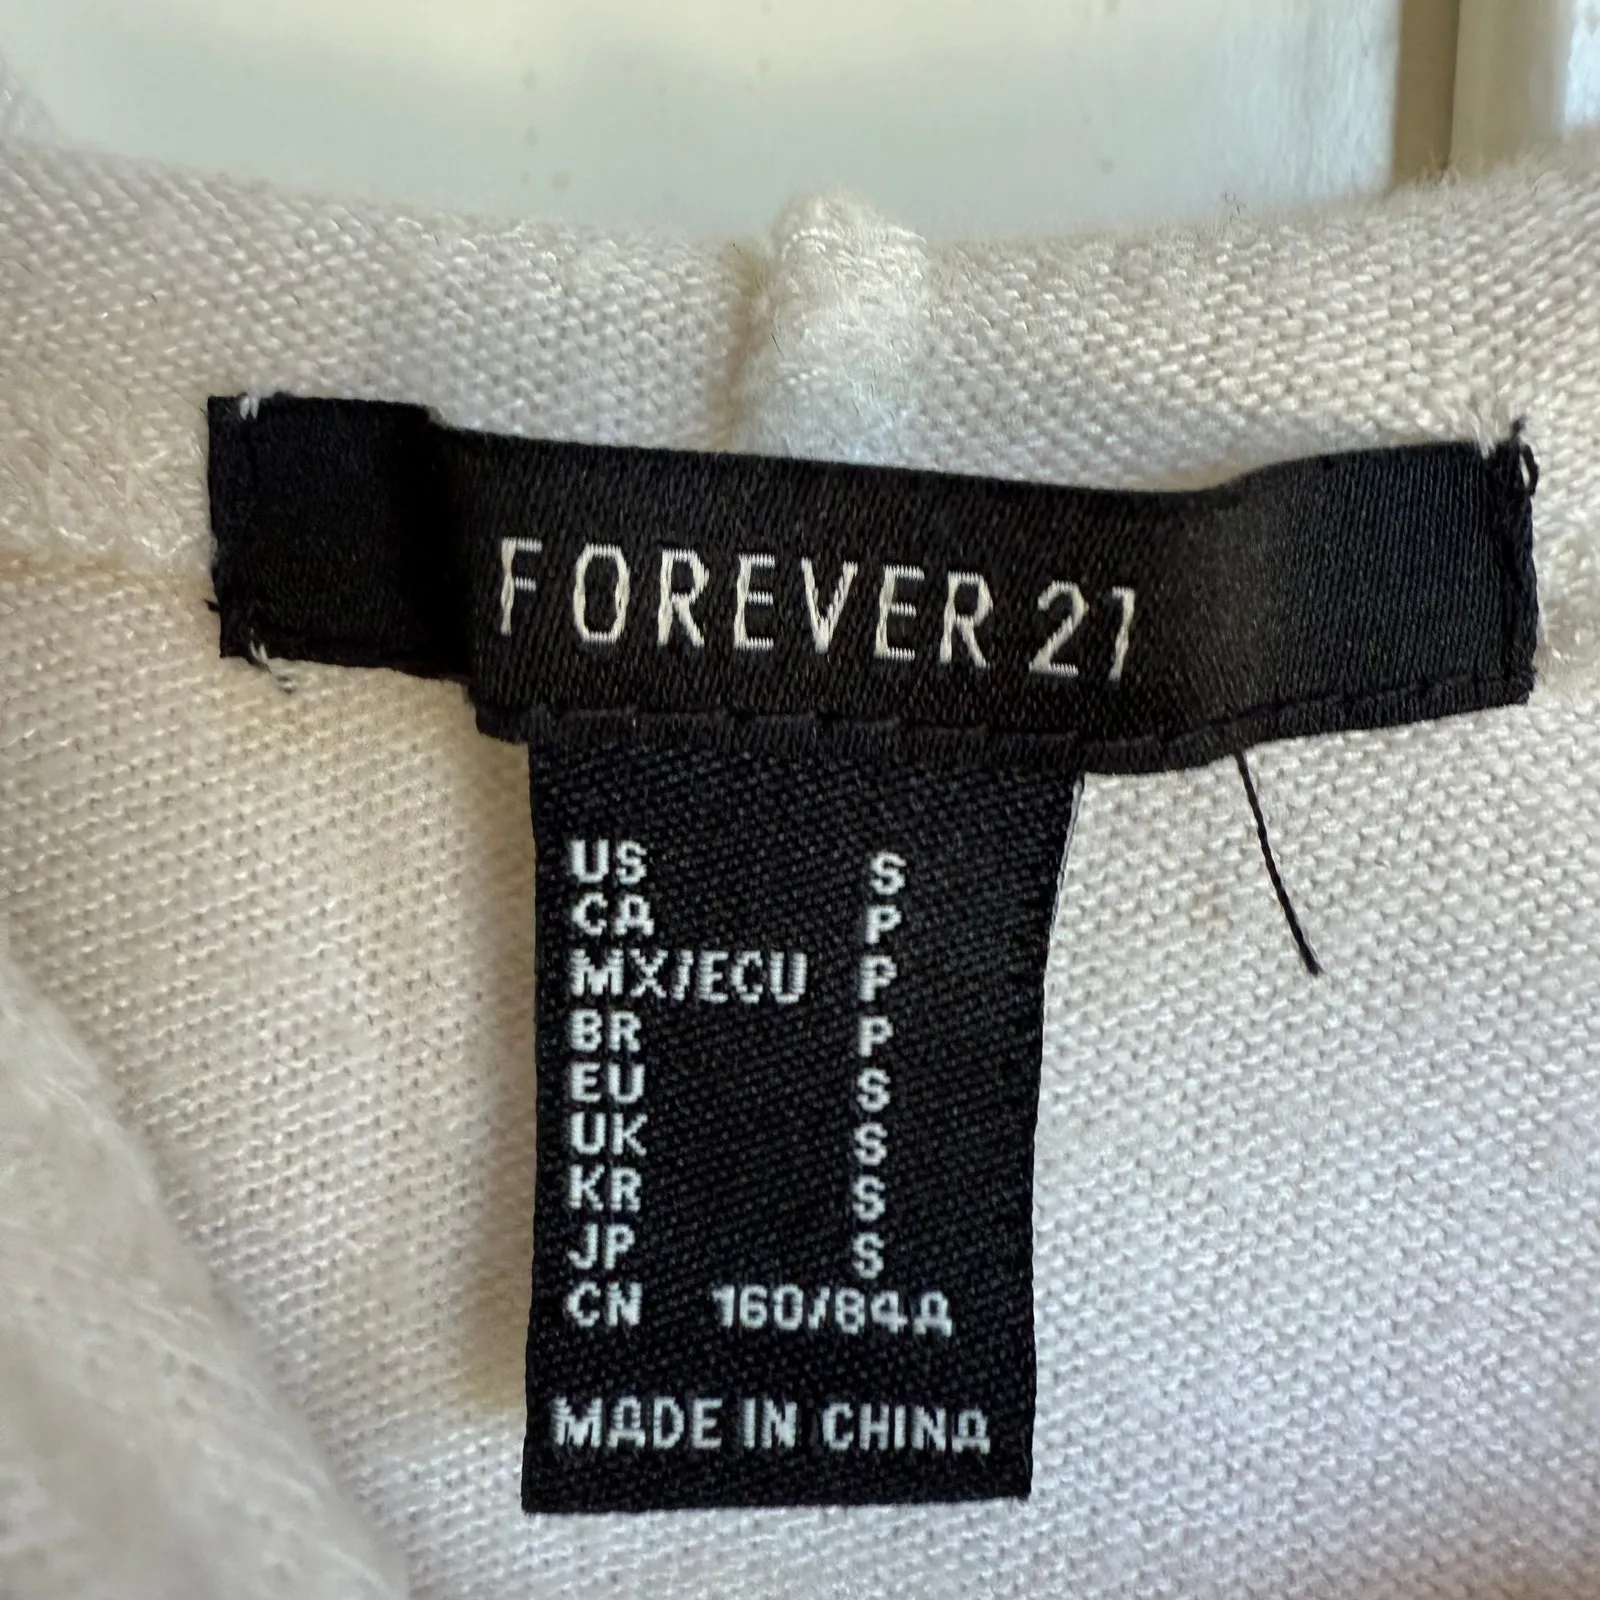 FOREVER 21
US S
CA P
MX/ECU P
BR P
EU S
UK S
KR S
JP S
CN 160/84A
MADE IN CHINA